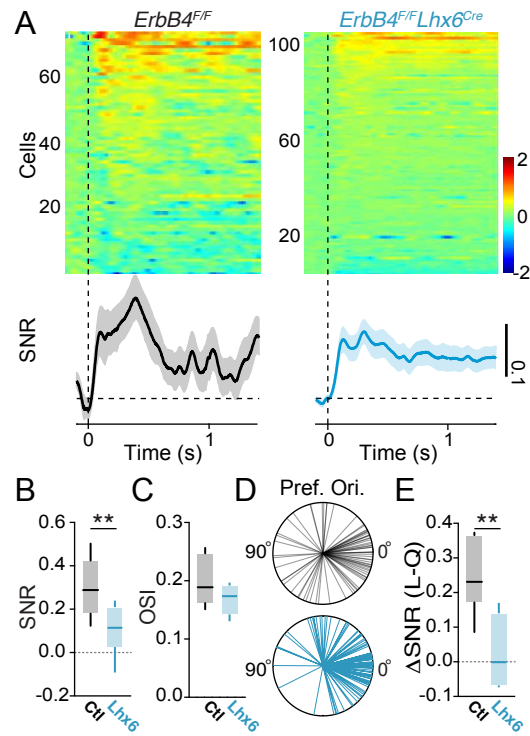 A
ErbB4F/F
ErbB4F/FLhx6Cre
Cells
60
40
20
100
60
20
2
0
-2
SNR
0.1
0
1
Time (s)
0
1
Time (s)
B
SNR
0.6
0.4
0.2
0.0
-0.2
**
Ctl
Lhx6
C
OSI
0.3
0.2
0.1
0.0
Ctl
Lhx6
D
Pref. Ori.
90°
0°
90°
0°
E
ΔSNR (L-Q)
0.4
0.3
0.2
0.1
0.0
-0.1
**
Ctl
Lhx6